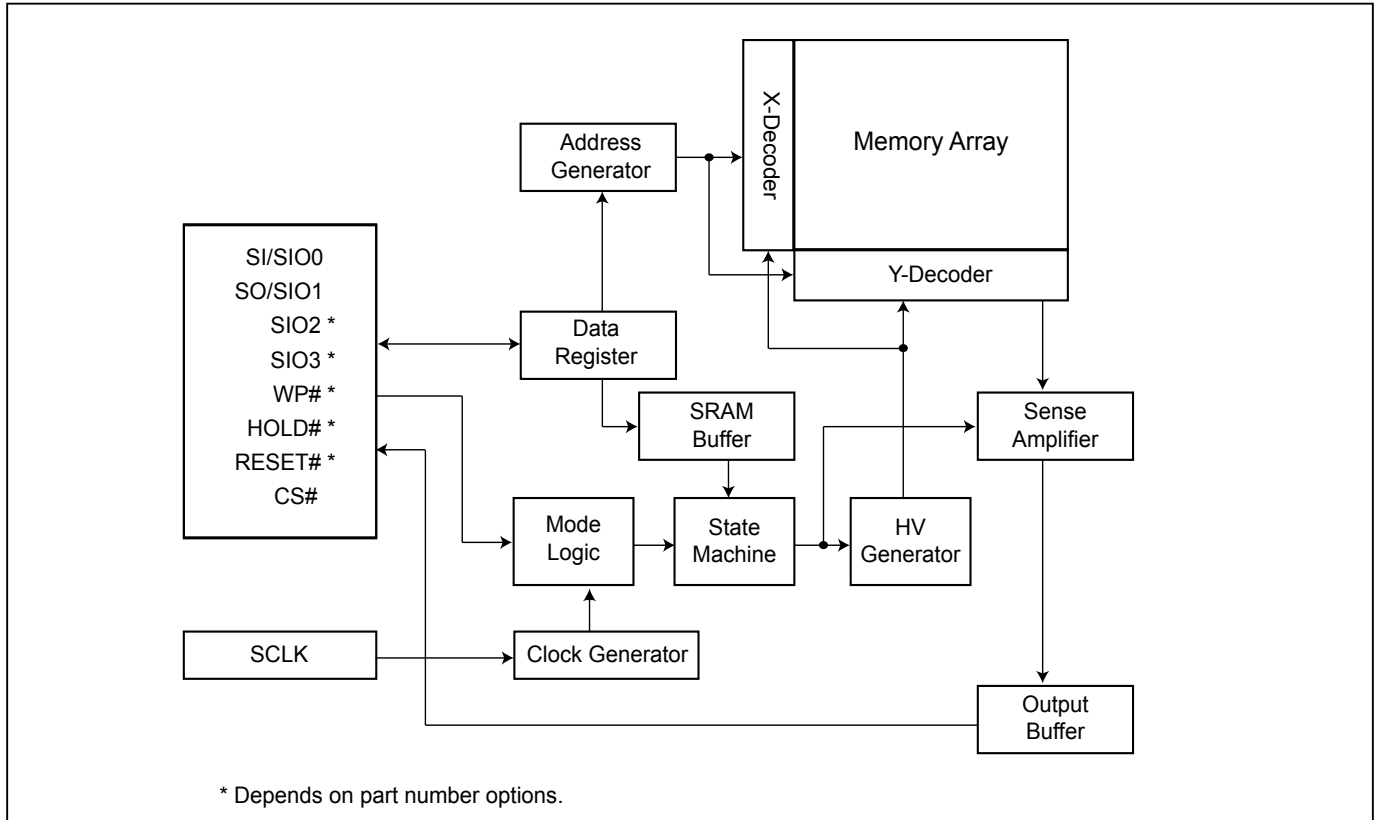 X-Decoder
Memory Array
Address
Generator
Y-Decoder
SI/SIO0
SO/SIO1
SIO2 *
SIO3 *
WP# *
HOLD# *
RESET# *
CS#
Data
Register
SRAM
Buffer
Sense
Amplifier
Mode
Logic
State
Machine
HV
Generator
SCLK
Clock Generator
Output
Buffer
* Depends on part number options.